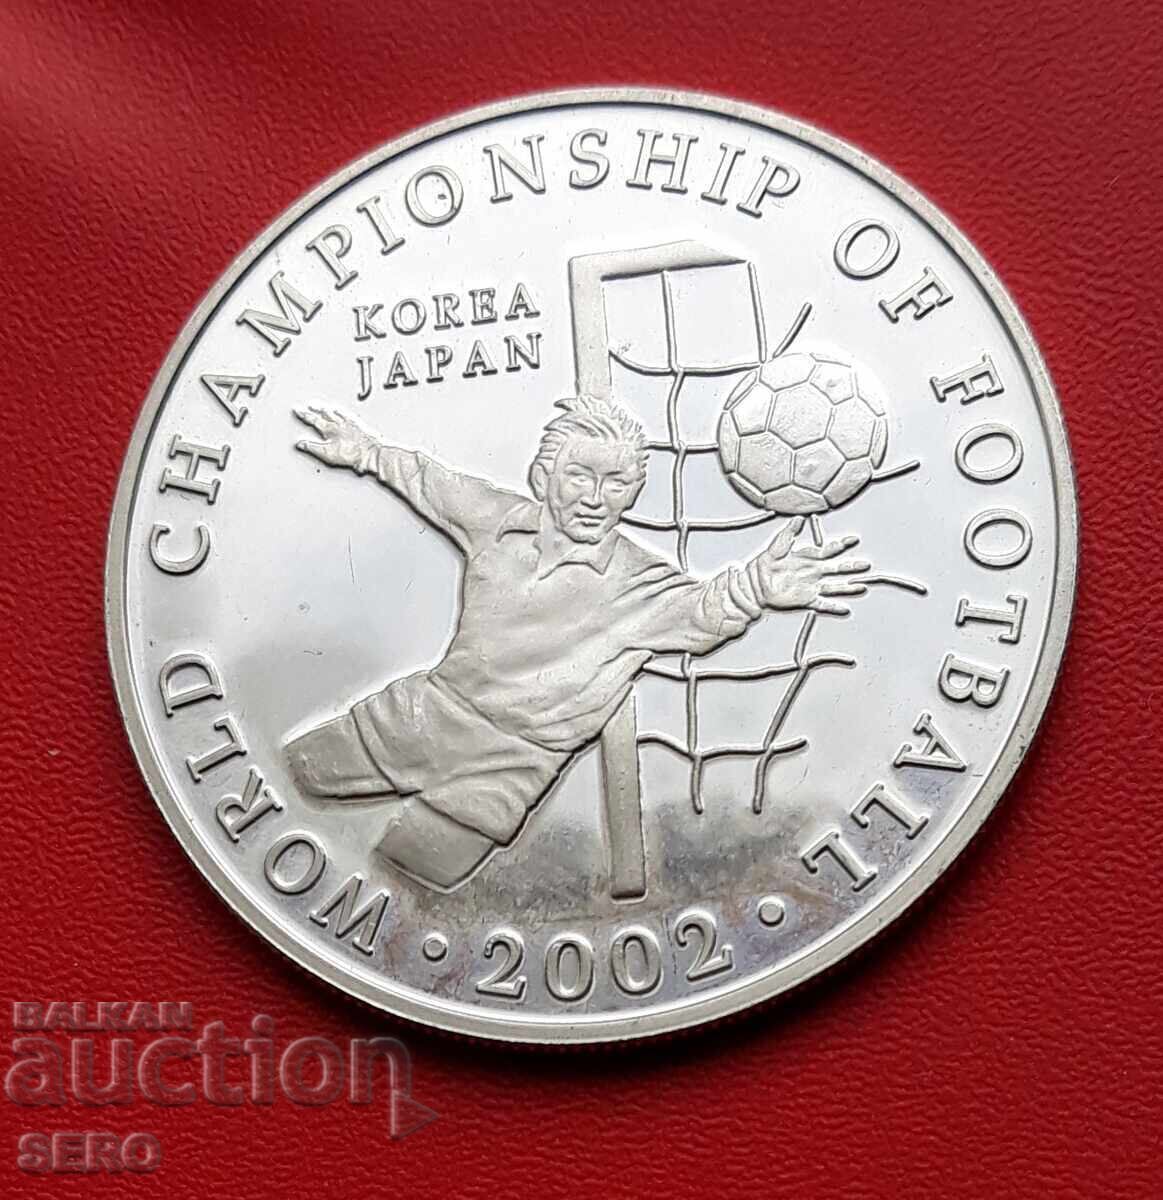 WORLD CHAMPIONSHIP OF FOOTBALL
KOREA
JAPAN
• 2002 •
BALKAN
auction
SERO